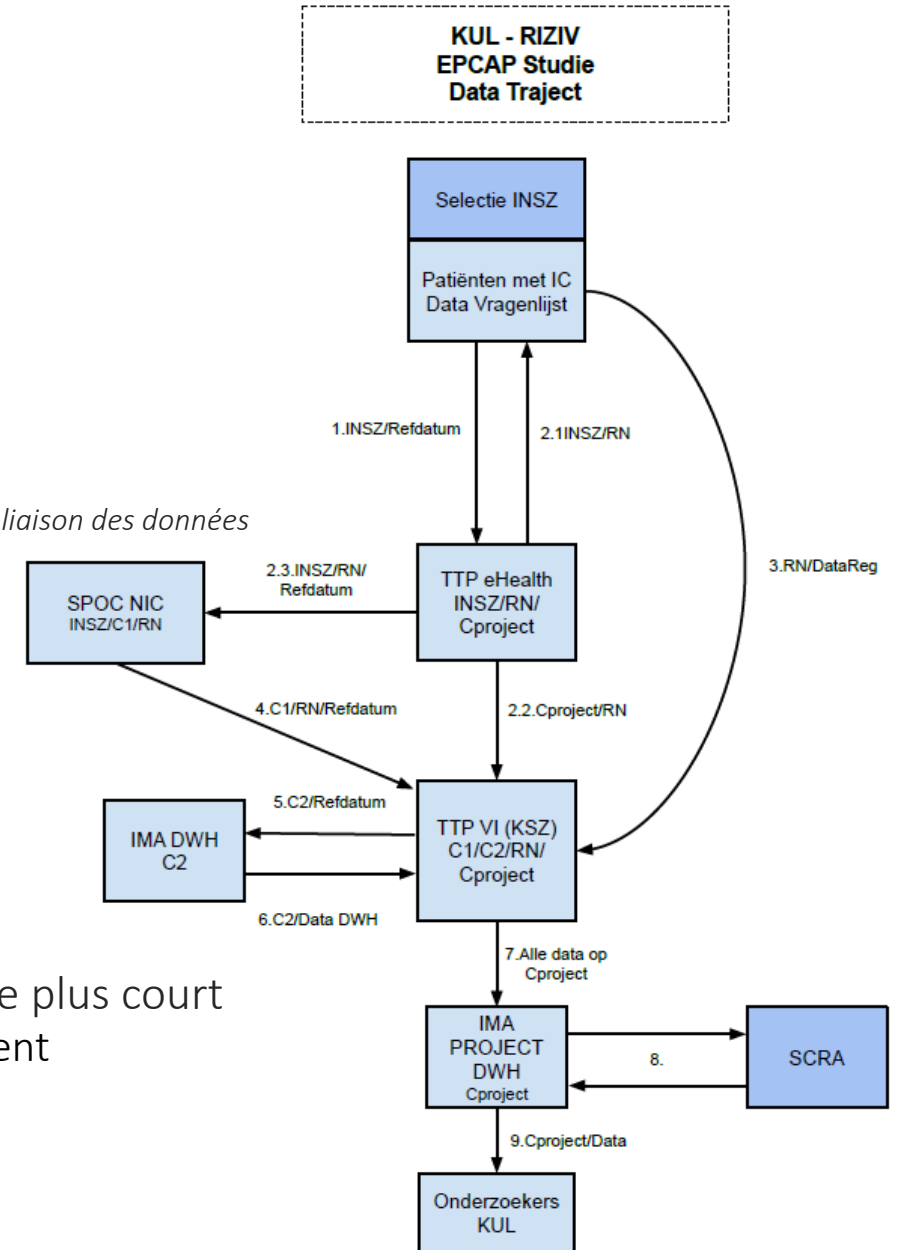 KUL - RIZIV
EPCAP Studie
Data Traject
Selectie INSZ
Patiënten met IC
Data Vragenlijst
1.INSZ/Refdatum
2.1INSZ/RN
liaison des données
2.3.INSZ/RN/
Refdatum
3.RN/DataReg
SPOC NIC
INSZ/C1/RN
TTP eHealth
INSZ/RN/
Cproject
4.C1/RN/Refdatum
2.2.Cproject/RN
5.C2/Refdatum
IMA DWH
C2
TTP VI (KSZ)
C1/C2/RN/
Cproject
6.C2/Data DWH
7.Alle data op
Cproject
e plus court
ent
IMA
PROJECT
DWH
Cproject
8.
SCRA
9.Cproject/Data
Onderzoekers
KUL